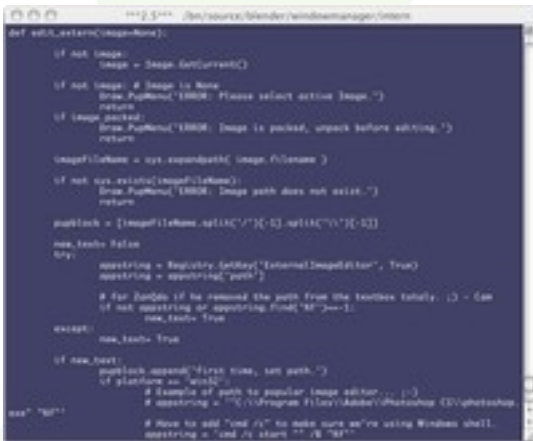 ***2.5*** /bn/source/blender/windowmanager/intern
def edit_extern(image=None):
if not image:
image = Image.GetCurrent()
if not image: # Image is None
Draw.PupMenu("ERROR: Please select active Image.")
return
if image.packed:
Draw.PupMenu("ERROR: Image is packed, unpack before editing.")
return
imageFileName = sys.expandpath( image.filename )
if not sys.exists(imageFileName):
Draw.PupMenu("ERROR: Image path does not exist.")
return
pupblock = [imageFileName.split("/")[-1].split("\\")[-1]]
new_text= False
try:
appstring = Registry.GetKey("ExternalImageEditor", True)
appstring = appstring["path"]
# for ZanQdo if he removed the path from the textbox totaly. ;) - Cam
if not appstring or appstring.find("%f")==-1:
new_text= True
except:
new_text= True
if new_text:
pupblock.append("first time, set path.")
if platform == "win32":
# Example of path to popular image editor... ;-)
# appstring = '"C:\\Program Files\\Adobe\\Photoshop CS\\photoshop.
exe" "%f"'
# Have to add "cmd /c" to make sure we're using Windows shell.
appstring = 'cmd /c start "" /B "%f"'